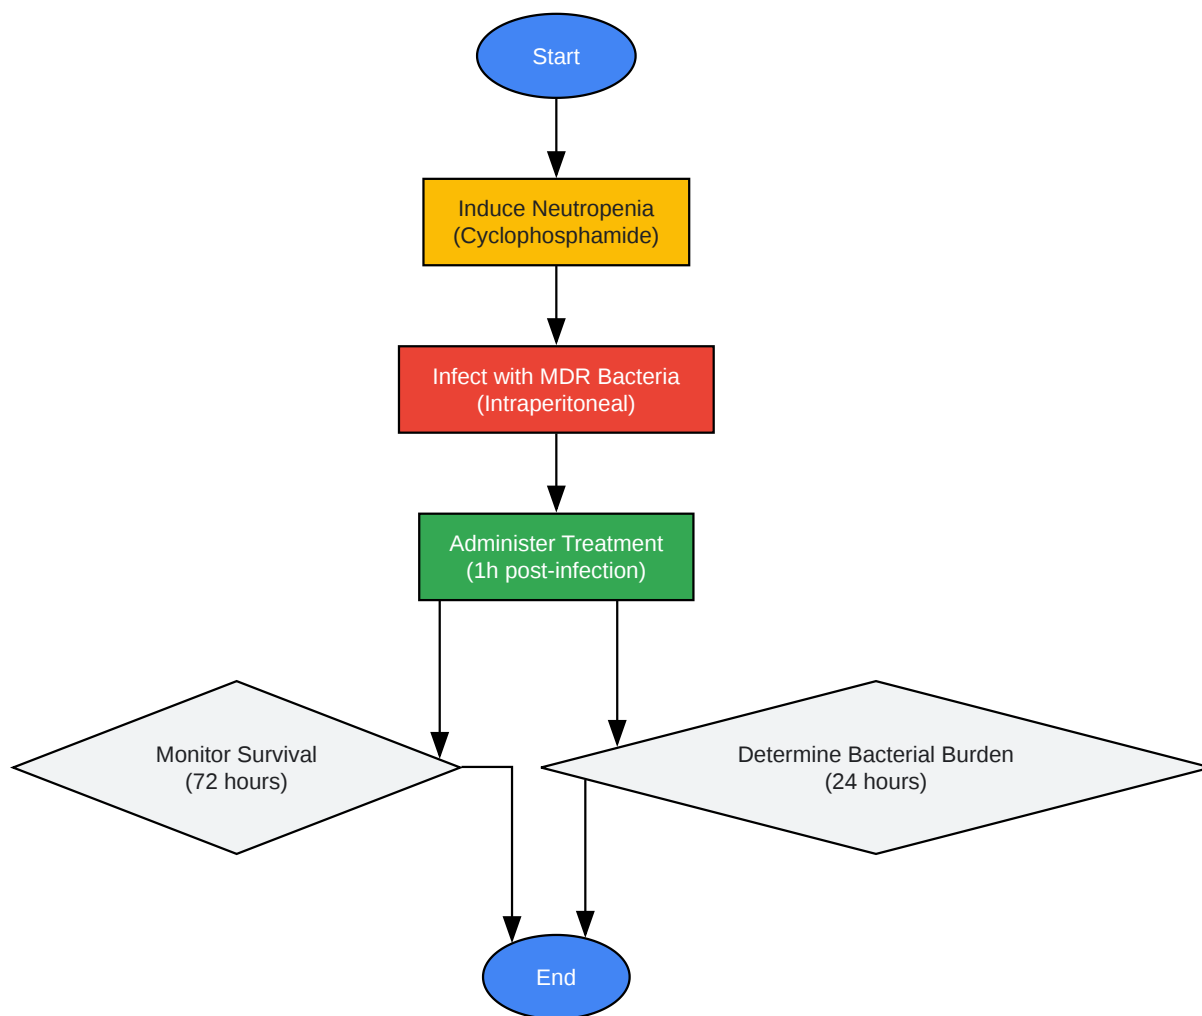 Start
Induce Neutropenia
(Cyclophosphamide)
Infect with MDR Bacteria
(Intraperitoneal)
Administer Treatment
(1h post-infection)
Monitor Survival
(72 hours)
Determine Bacterial Burden
(24 hours)
End